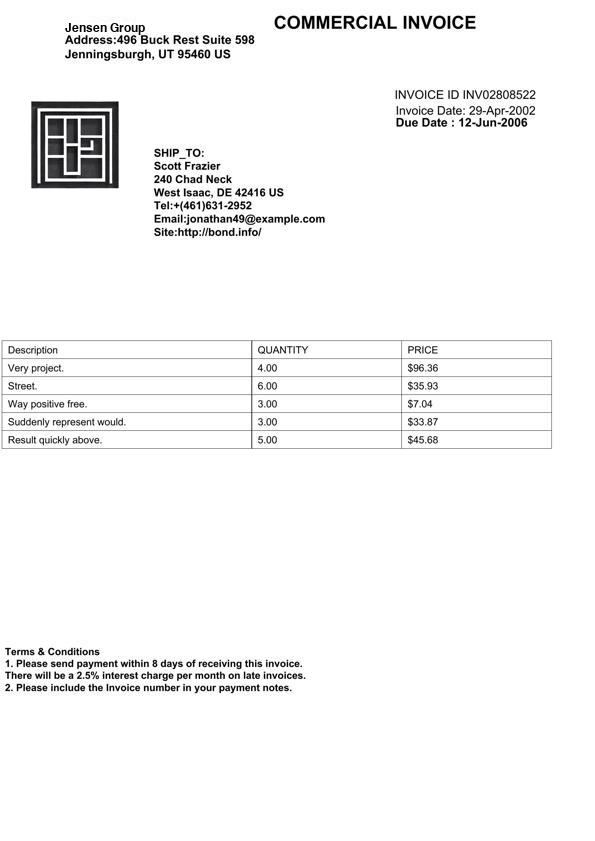 COMMERCIAL INVOICE
Jensen Group
Address:496 Buck Rest Suite 598
Jenningsburgh, UT 95460 US
INVOICE ID INV02808522
Invoice Date: 29-Apr-2002
Due Date : 12-Jun-2006
SHIP_TO:
Scott Frazier
240 Chad Neck
West Isaac, DE 42416 US
Tel:+(461)631-2952
Email:jonathan49@example.com
Site:http://bond.info/
Description QUANTITY PRICE
Very project. 4.00 $96.36
Street. 6.00 $35.93
Way positive free. 3.00 $7.04
Suddenly represent would. 3.00 $33.87
Result quickly above. 5.00 $45.68
Terms & Conditions
1. Please send payment within 8 days of receiving this invoice.
There will be a 2.5% interest charge per month on late invoices.
2. Please include the Invoice number in your payment notes.